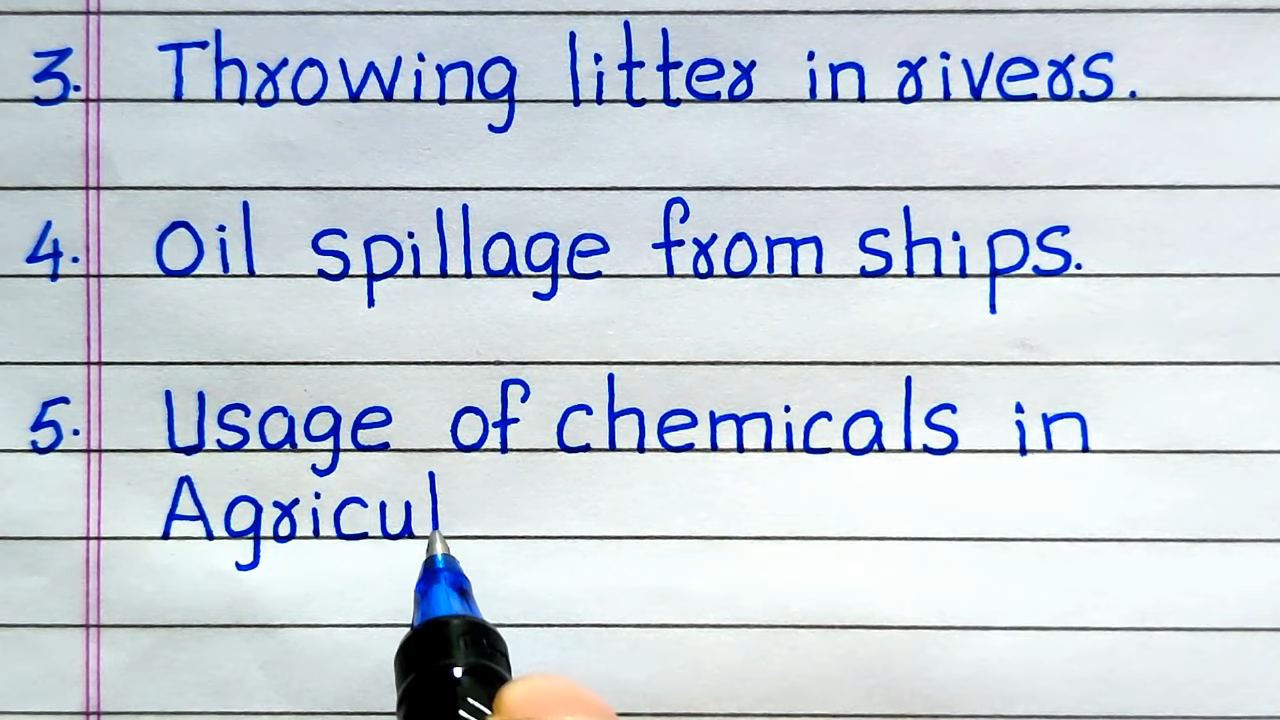 3. Throwing litter in rivers.
4. Oil spillage from ships.
5. Usage of chemicals in
Agricul